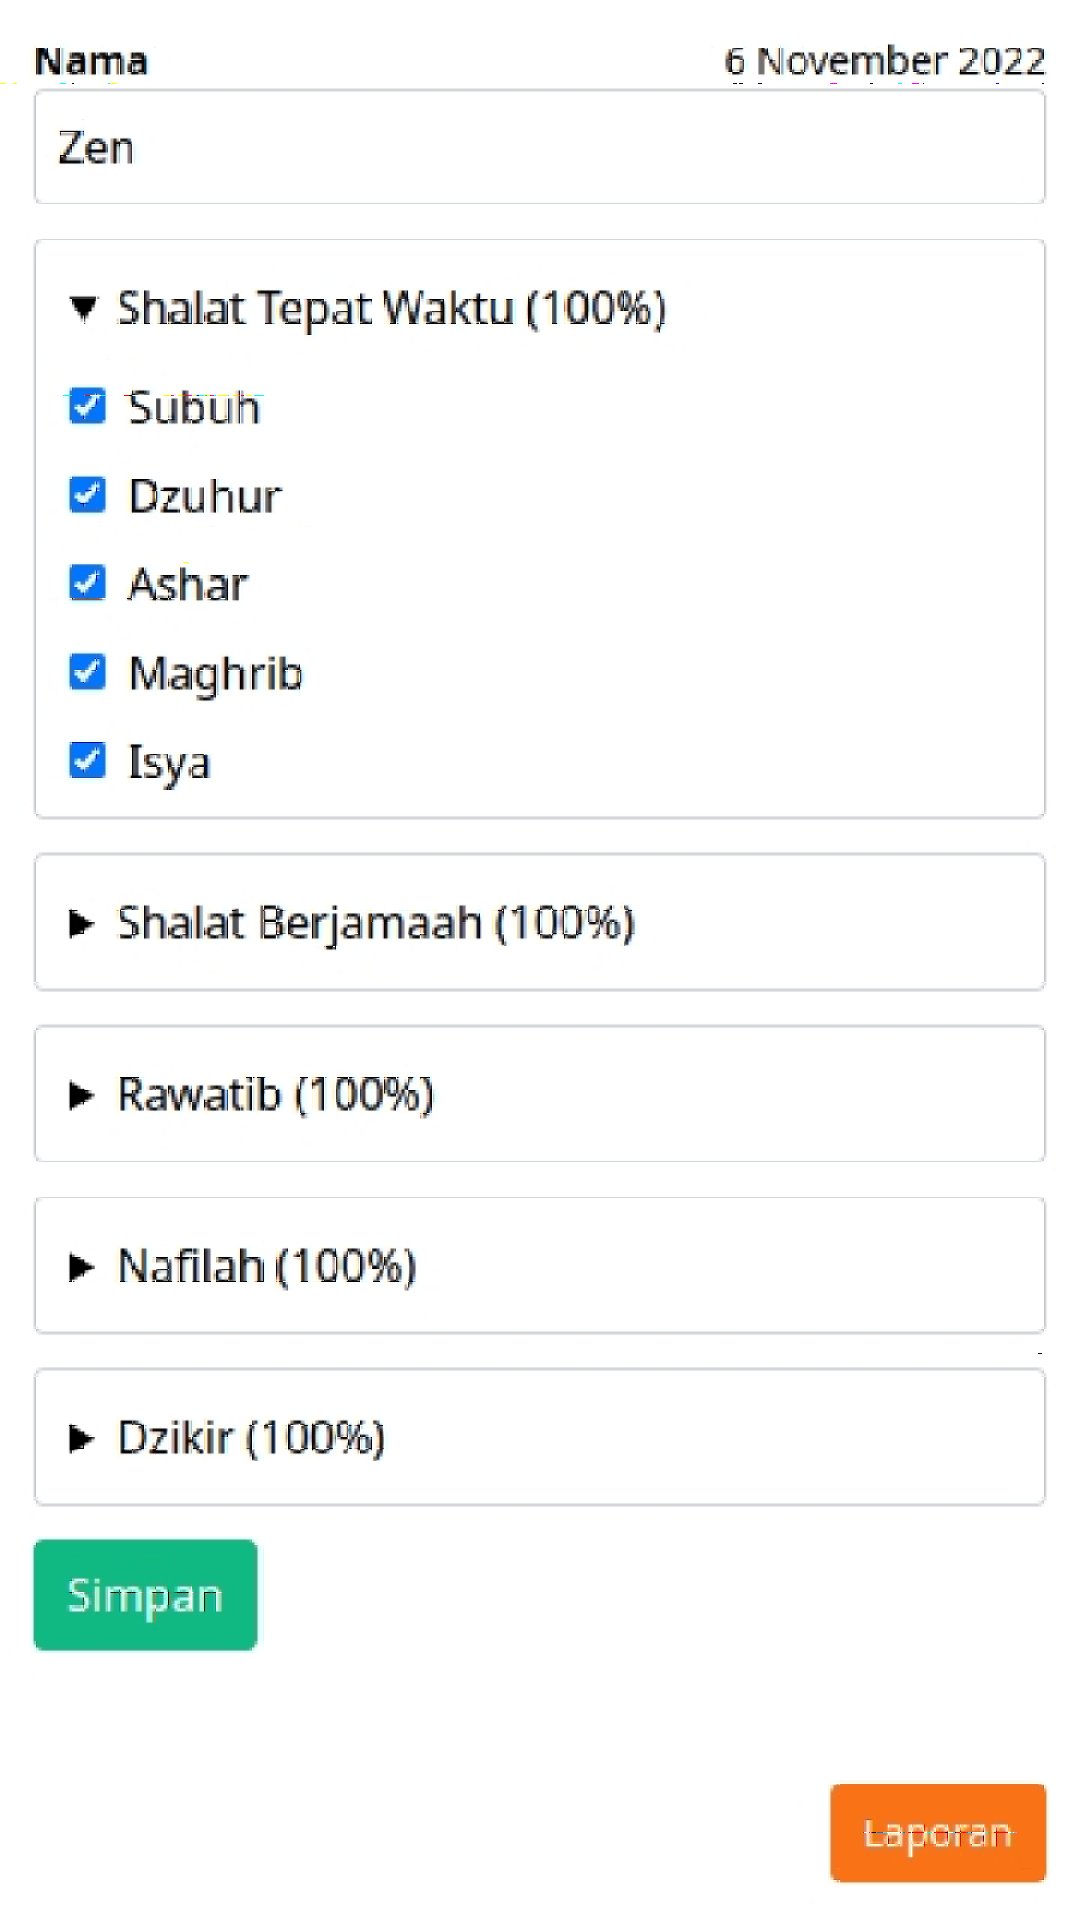 Nama 6 November 2022
Zen
Shalat Tepat Waktu (100%)
Subuh
Dzuhur
Ashar
Maghrib
Isya
Shalat Berjamaah (100%)
Rawatib (100%)
Nafilah (100%)
Dzikir (100%)
Simpan
Laporan